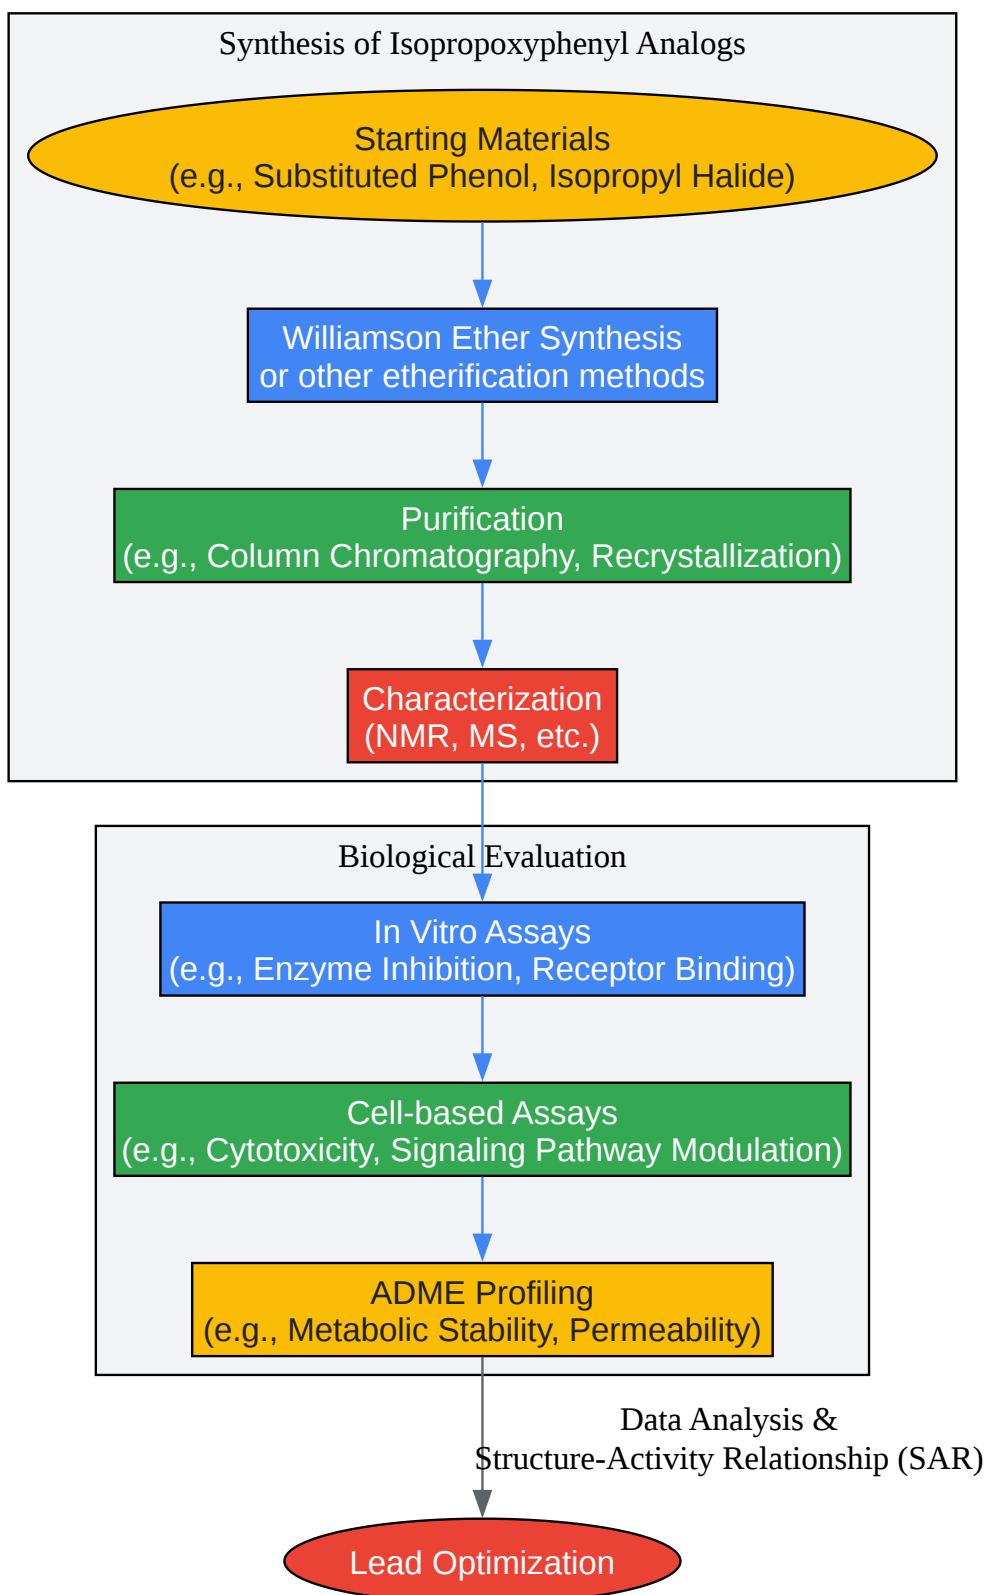 Synthesis of Isopropoxyphenyl Analogs
Starting Materials
(e.g., Substituted Phenol, Isopropyl Halide)
Williamson Ether Synthesis
or other etherification methods
Purification
(e.g., Column Chromatography, Recrystallization)
Characterization
(NMR, MS, etc.)
Biological Evaluation
In Vitro Assays
(e.g., Enzyme Inhibition, Receptor Binding)
Cell-based Assays
(e.g., Cytotoxicity, Signaling Pathway Modulation)
ADME Profiling
(e.g., Metabolic Stability, Permeability)
Data Analysis &
Structure-Activity Relationship (SAR)
Lead Optimization